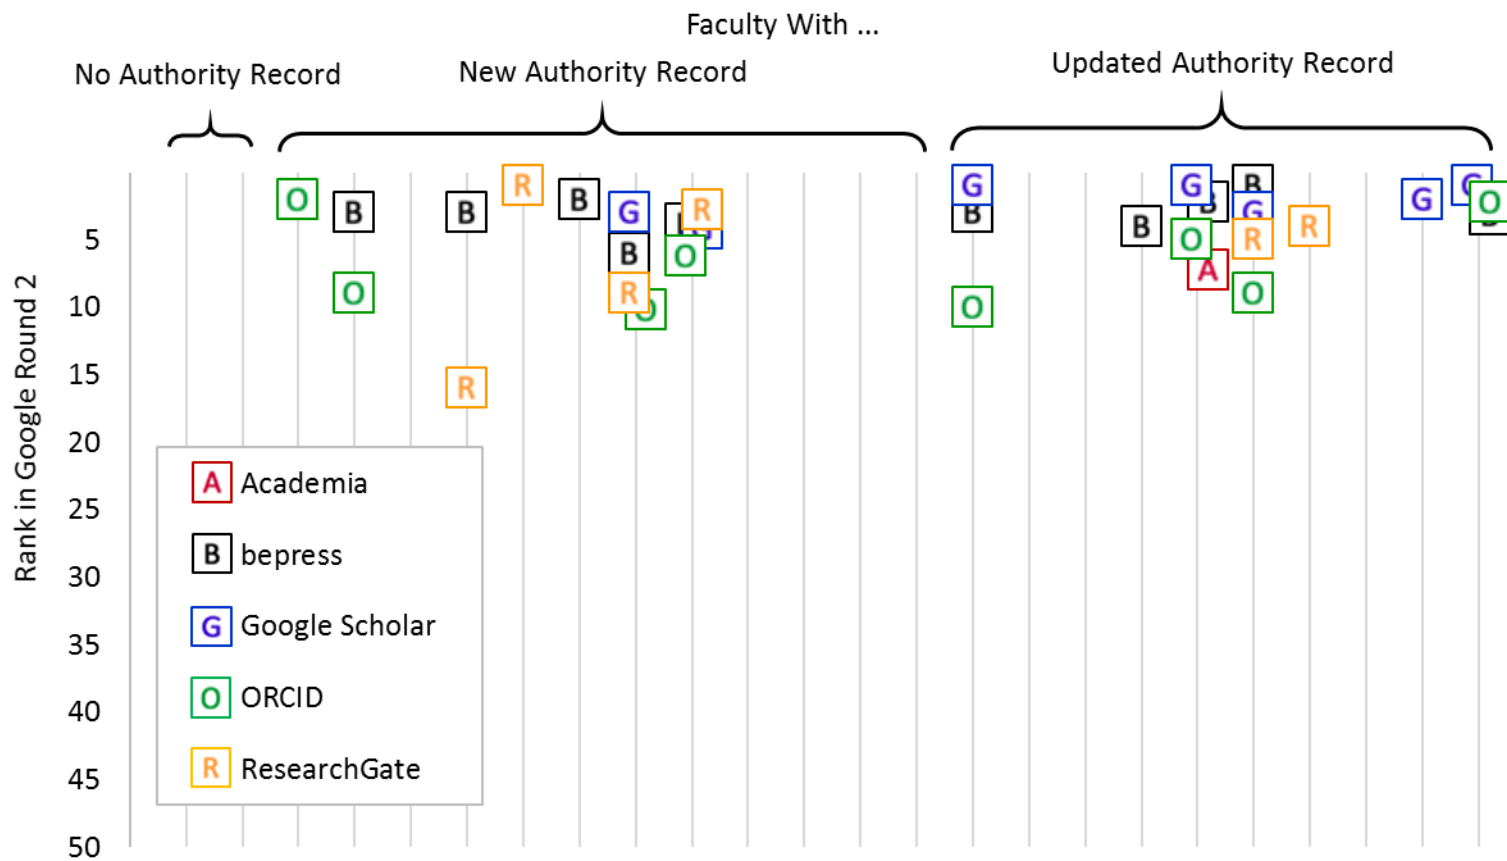 Faculty With ...
No Authority Record
New Authority Record
Updated Authority Record
Rank in Google Round 2
5
10
15
20
25
30
35
40
45
50
O
B
O
B
R
R
B
G
B
R
O
B
G
R
O
G
B
O
B
G
B
O
A
B
G
R
O
R
G
G
B
O
A Academia
B bepress
G Google Scholar
O ORCID
R ResearchGate